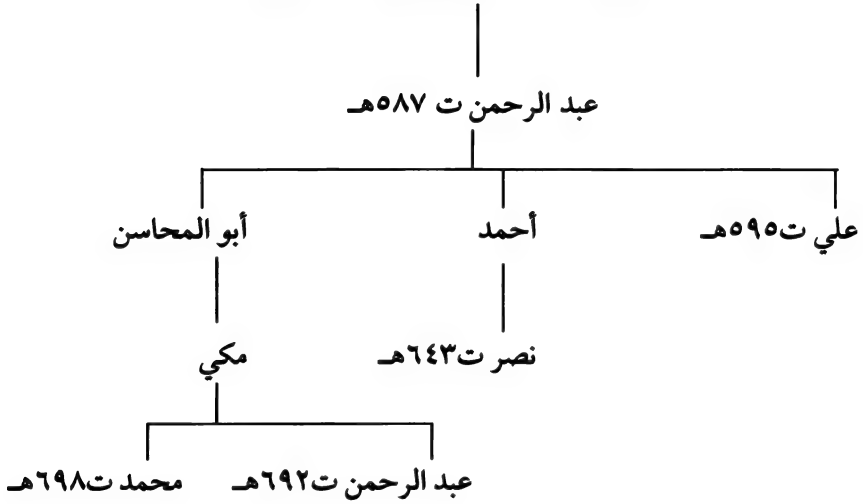 عبد الرحمن ت ٥٨٧هـ
علي ت٥٩٥هـ أحمد أبو المحاسن
نصر ت٦٤٣هـ مكي
عبد الرحمن ت٦٩٢هـ محمد ت٦٩٨هـ